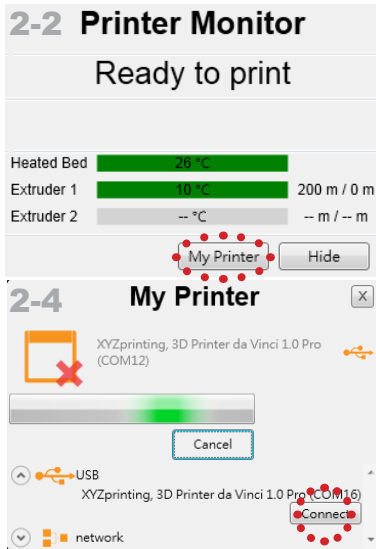 2-2 Printer Monitor
Ready to print
Heated Bed 26 °C
Extruder 1 10 °C 200 m / 0 m
Extruder 2 -- °C -- m / -- m
My Printer Hide
2-4 My Printer X
XYZprinting, 3D Printer da Vinci 1.0 Pro
(COM12)
Cancel
USB
XYZprinting, 3D Printer da Vinci 1.0 Pro (COM16)
Connect
network